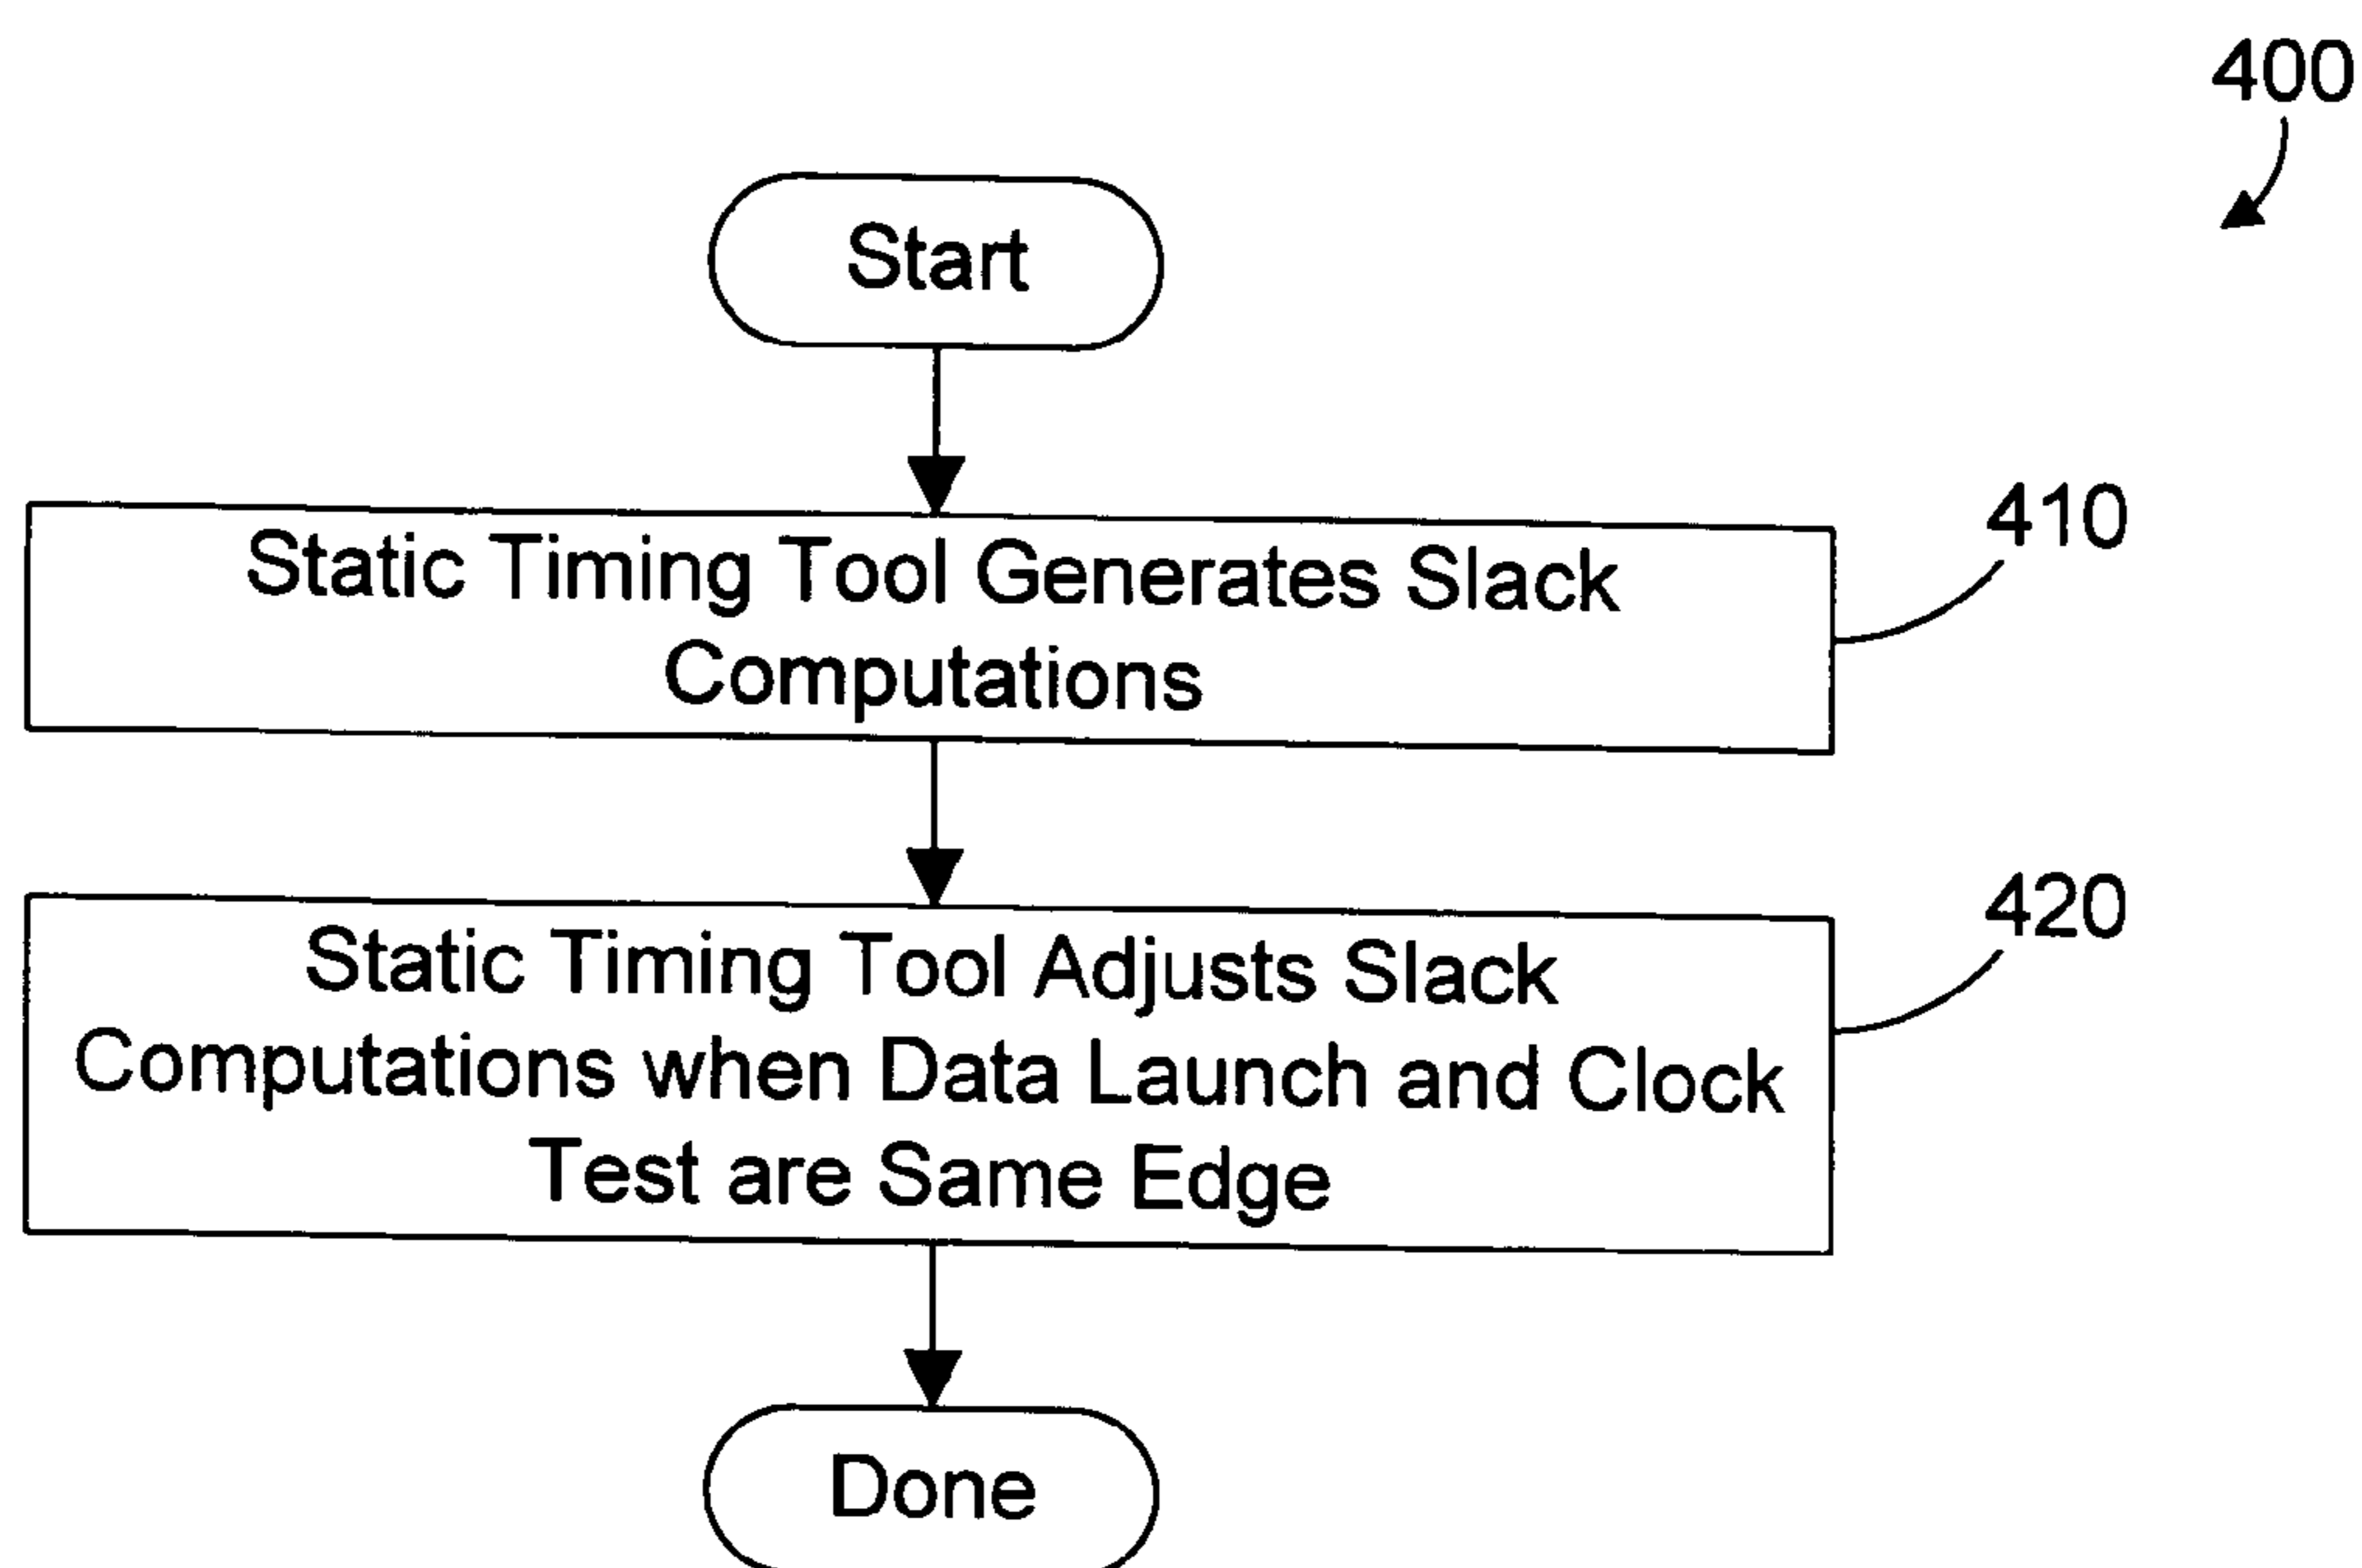 400
Start
410
Static Timing Tool Generates Slack
Computations
420
Static Timing Tool Adjusts Slack
Computations when Data Launch and Clock
Test are Same Edge
Done